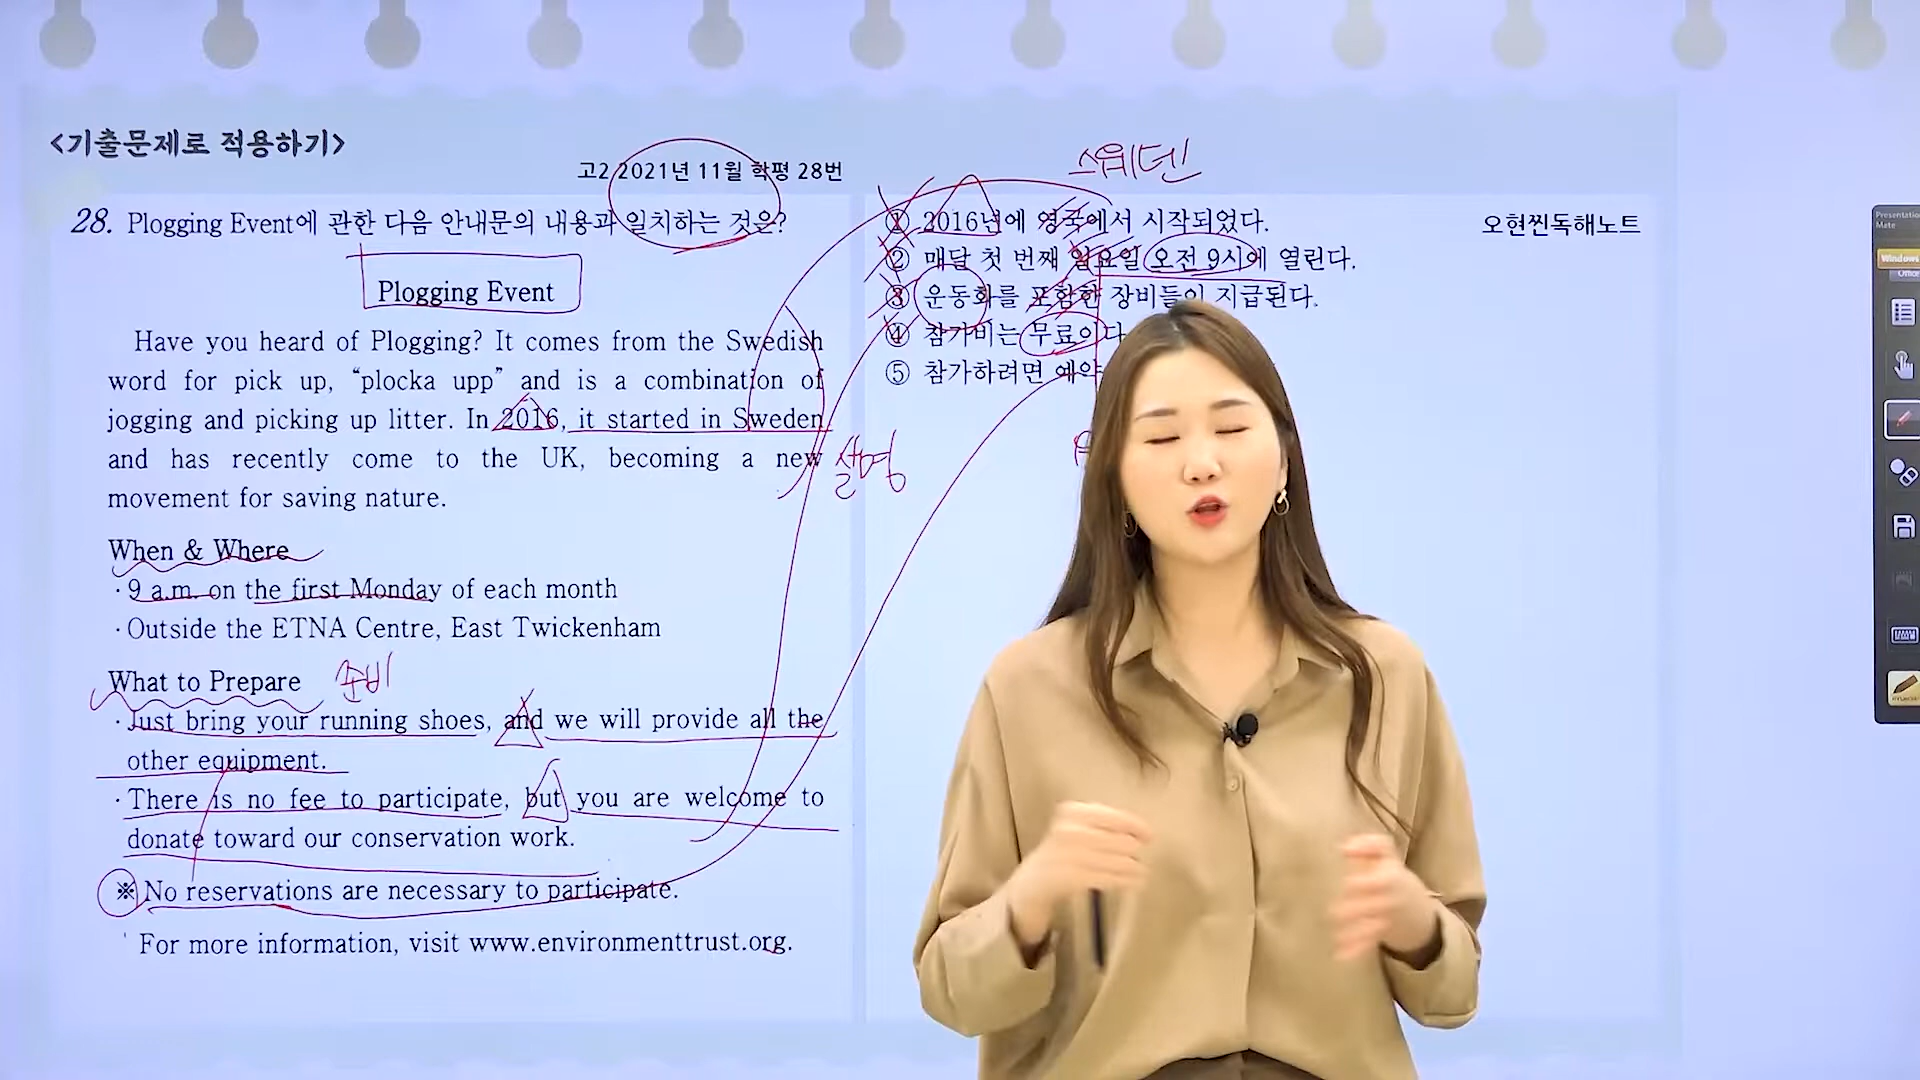 <기출문제로 적용하기>
고2 2021년 11월 학평 28번
28. Plogging Event에 관한 다음 안내문의 내용과 일치하는 것은?
Plogging Event
Have you heard of Plogging? It comes from the Swedish
word for pick up, “plocka upp” and is a combination of
jogging and picking up litter. In 2016, it started in Sweden
and has recently come to the UK, becoming a new
movement for saving nature.
설명
When & Where
·9 a.m. on the first Monday of each month
·Outside the ETNA Centre, East Twickenham
What to Prepare 준비
·Just bring your running shoes, and we will provide all the
other equipment.
·There is no fee to participate, but you are welcome to
donate toward our conservation work.
※ No reservations are necessary to participate.
For more information, visit www.environmenttrust.org.
스웨덴
① 2016년에 영국에서 시작되었다.
② 매달 첫 번째 일요일 오전 9시에 열린다.
③ 운동화를 포함한 장비들이 지급된다.
④ 참가비는 무료이다
⑤ 참가하려면 예약
오현찐독해노트
Presentation
Mate
Windows